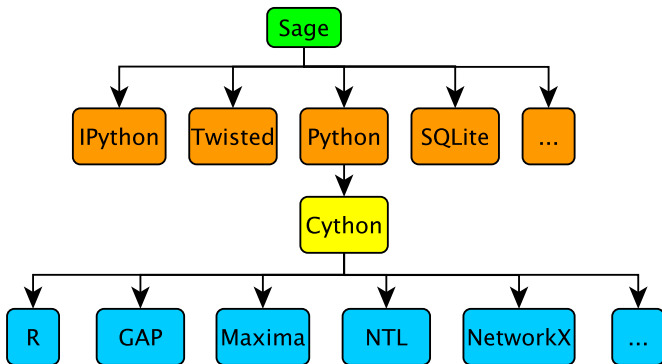 Sage
IPython Twisted Python SQLite ...
Cython
R GAP Maxima NTL NetworkX ...